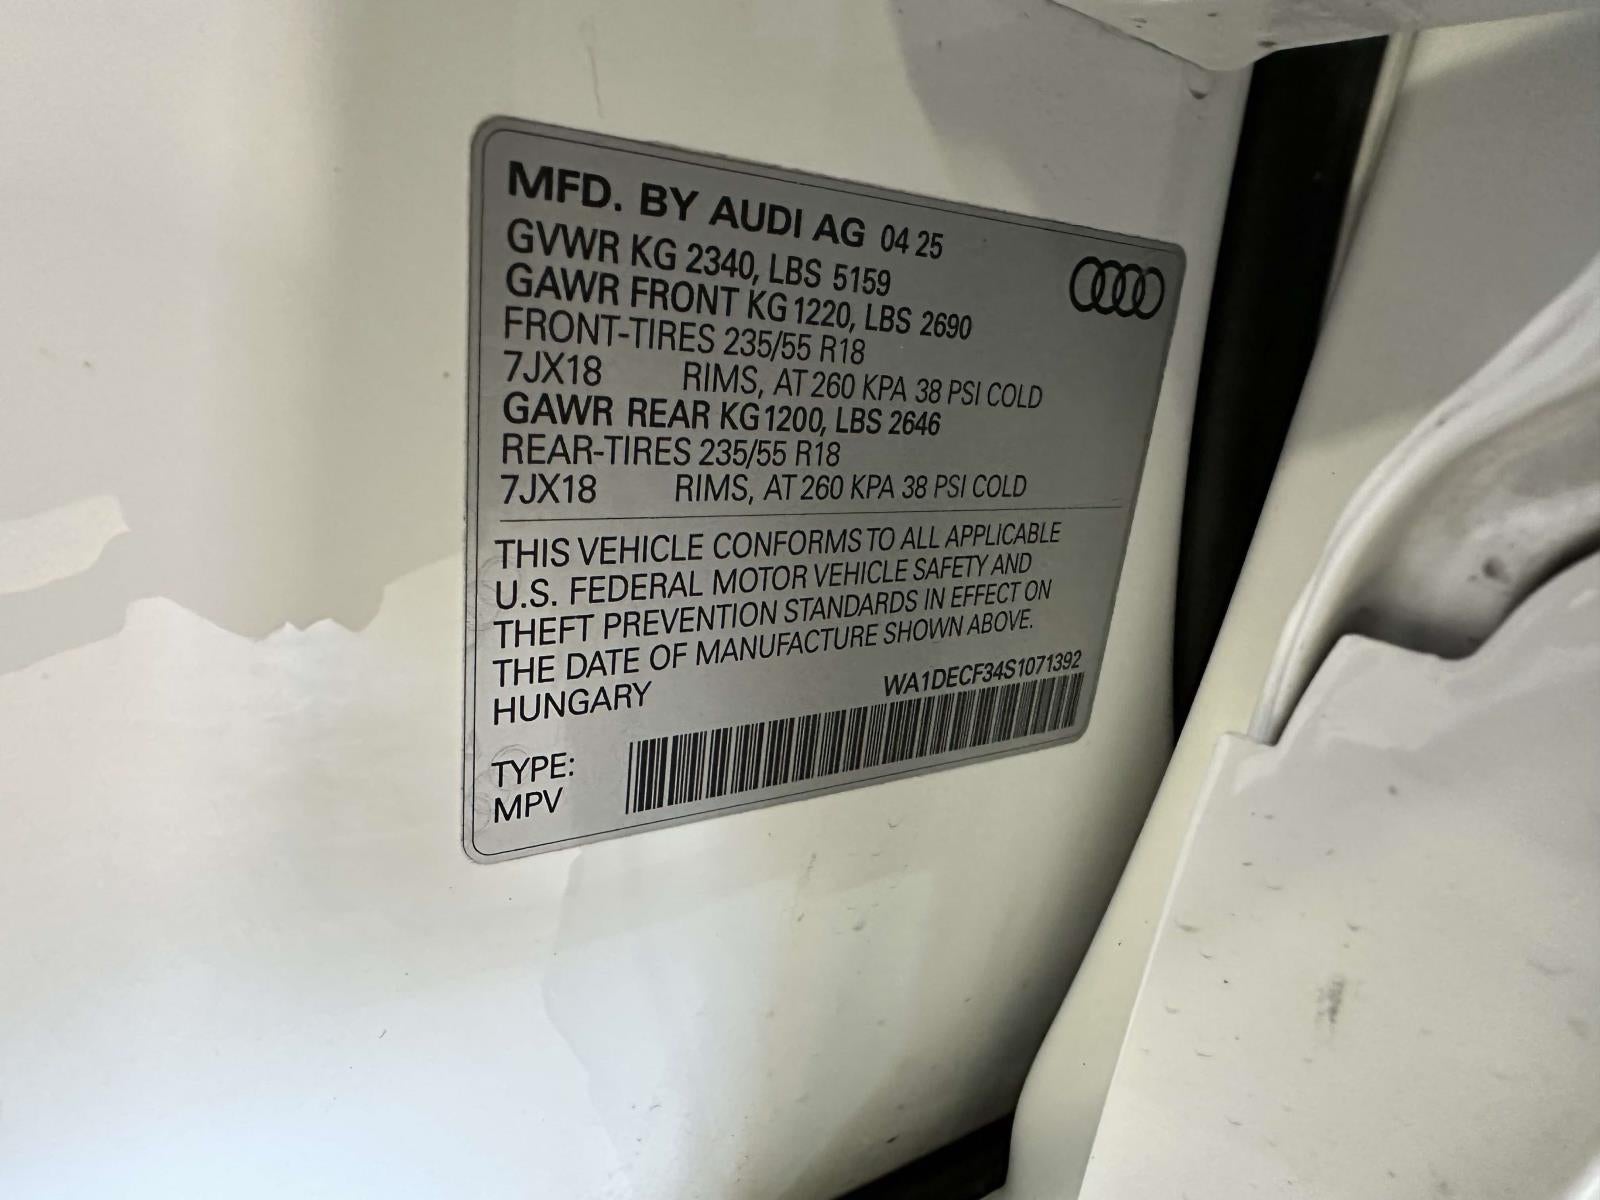 MFD. BY AUDI AG 04 25
GVWR KG 2340, LBS 5159
GAWR FRONT KG 1220, LBS 2690
FRONT-TIRES 235/55 R18
7JX18 RIMS, AT 260 KPA 38 PSI COLD
GAWR REAR KG 1200, LBS 2646
REAR-TIRES 235/55 R18
7JX18 RIMS, AT 260 KPA 38 PSI COLD
THIS VEHICLE CONFORMS TO ALL APPLICABLE
U.S. FEDERAL MOTOR VEHICLE SAFETY AND
THEFT PREVENTION STANDARDS IN EFFECT ON
THE DATE OF MANUFACTURE SHOWN ABOVE.
HUNGARY
WA1DECF34S1071392
TYPE:
MPV